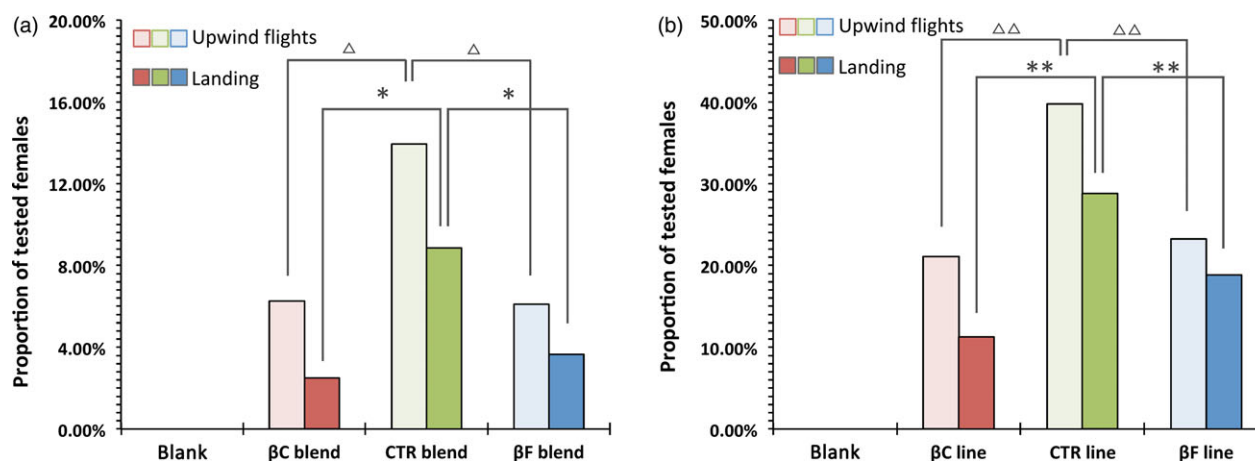 (a)
20.00%
16.00%
12.00%
8.00%
4.00%
0.00%
Proportion of tested females
Upwind flights
Landing
△
△
*
*
Blank
βC blend
CTR blend
βF blend
(b)
50.00%
40.00%
30.00%
20.00%
10.00%
0.00%
Proportion of tested females
Upwind flights
Landing
△△
△△
**
**
Blank
βC line
CTR line
βF line